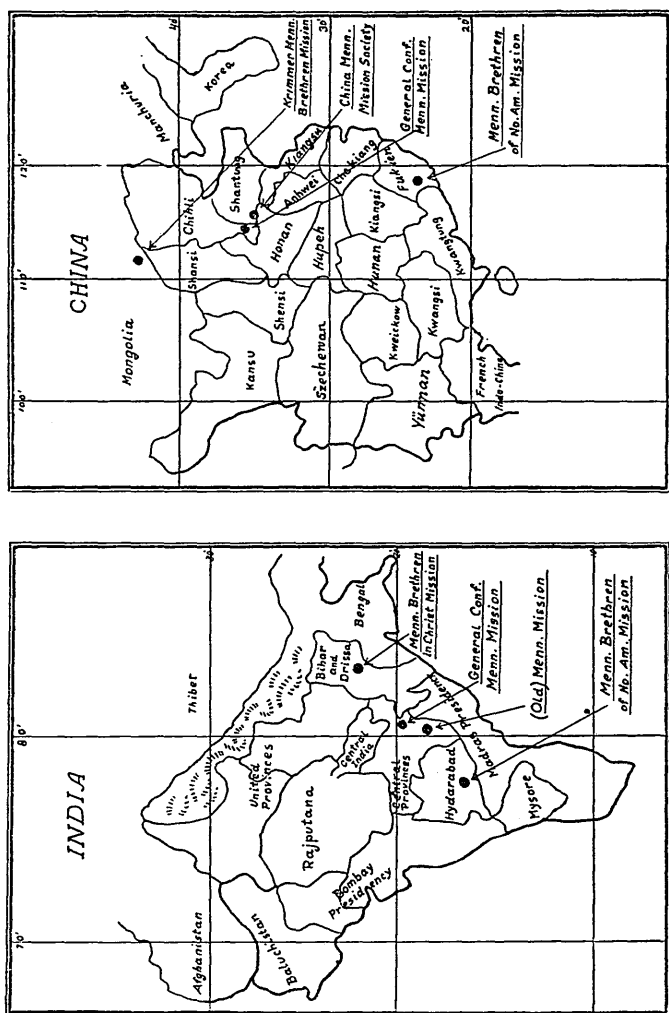 CHINA
40'
30'
20'
120'
110'
100'
Manchuria
Korea
Mongolia
Chihli
Shansi
Shantung
Kiangsu
Anhwei
Honan
Shensi
Kansu
Hupeh
Szechewan
Chekiang
Kiangsi
Hunan
Kweichow
Fukien
Kwangtung
Kwangsi
Yünnan
French
Indo-China
Krimmer Menn.
Brethren Mission
China Menn.
Mission Society
General Conf.
Menn. Mission
Menn. Brethren
of No. Am. Mission
INDIA
80'
70'
Afghanistan
Baluchistan
Thibet
United
Provinces
Rajputana
Central
India
Bihar
and
Drissa
Bengal
Bombay
Presidency
Central
Provinces
Hydarabad
Madras Presidency
Mysore
Menn. Brethren
In Christ Mission
General Conf.
Menn. Mission
(Old) Menn. Mission
Menn. Brethren
of No. Am. Mission